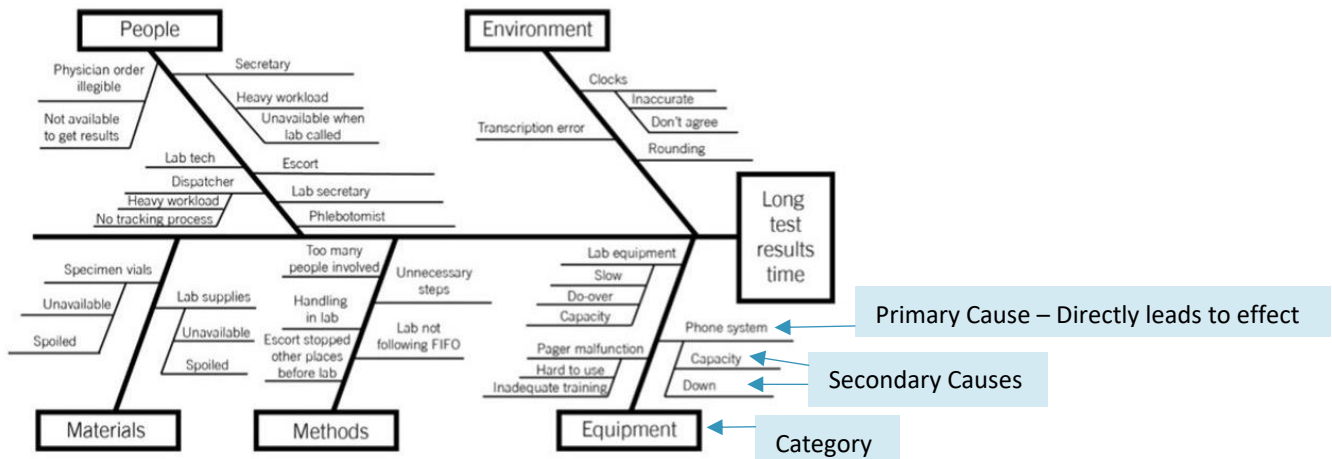 People
Environment
Physician order
illegible
Not available
to get results
Secretary
Heavy workload
Unavailable when
lab called
Lab tech
Escort
Dispatcher
Heavy workload
No tracking process
Lab secretary
Phlebotomist
Clocks
Inaccurate
Don't agree
Transcription error
Rounding
Long
test
results
time
Specimen vials
Unavailable
Spoiled
Lab supplies
Unavailable
Spoiled
Too many
people involved
Handling
in lab
Escort stopped
other places
before lab
Unnecessary
steps
Lab not
following FIFO
Lab equipment
Slow
Do-over
Capacity
Pager malfunction
Hard to use
Inadequate training
Phone system
Capacity
Down
Primary Cause – Directly leads to effect
Secondary Causes
Materials
Methods
Equipment
Category